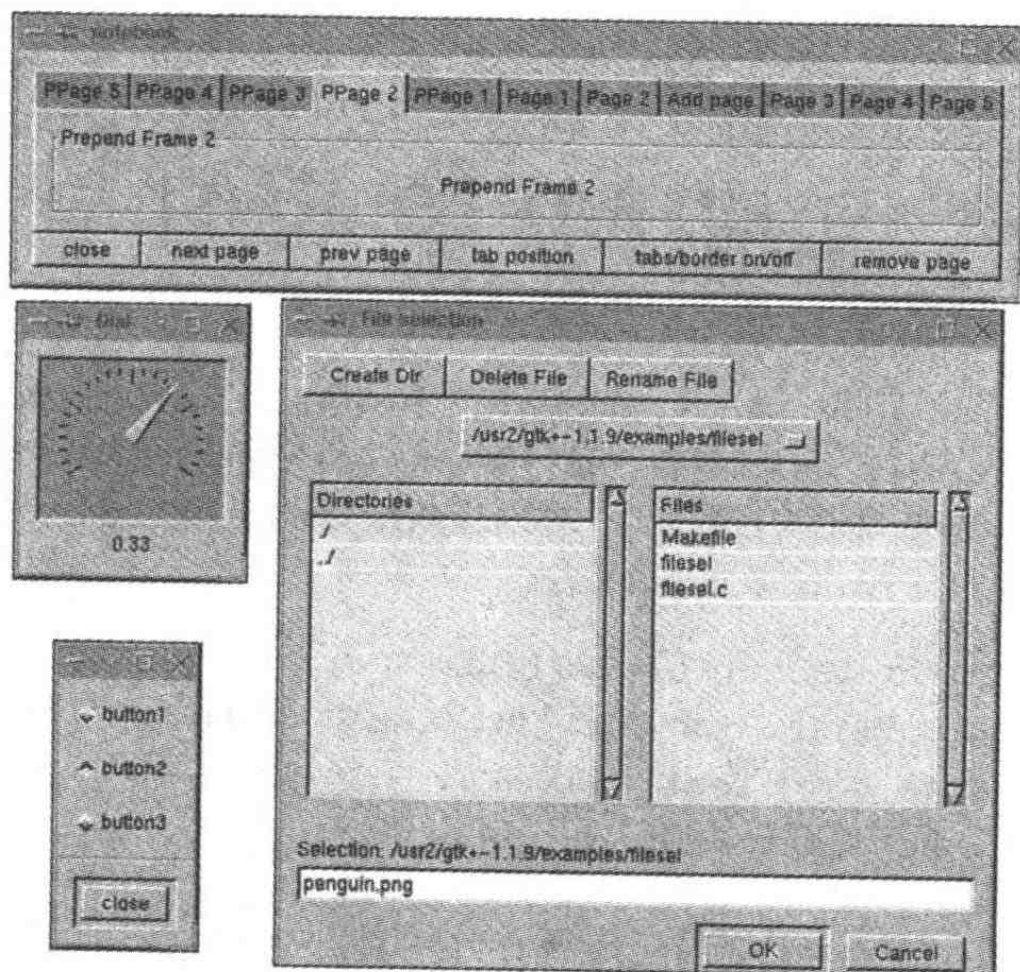 notebook
PPage 5 PPage 4 PPage 3 PPage 2 PPage 1 Page 1 Page 2 Add page Page 3 Page 4 Page 5
Prepend Frame 2
Prepend Frame 2
close next page prev page tab position tabs/border on/off remove page
Dial
0.33
File selection
Create Dir Delete File Rename File
/usr2/gtk+-1.1.9/examples/filesel
Directories
./
../
Files
Makefile
filesel
filesel.c
Selection: /usr2/gtk+-1.1.9/examples/filesel
penguin.png
OK Cancel
button1
button2
button3
close